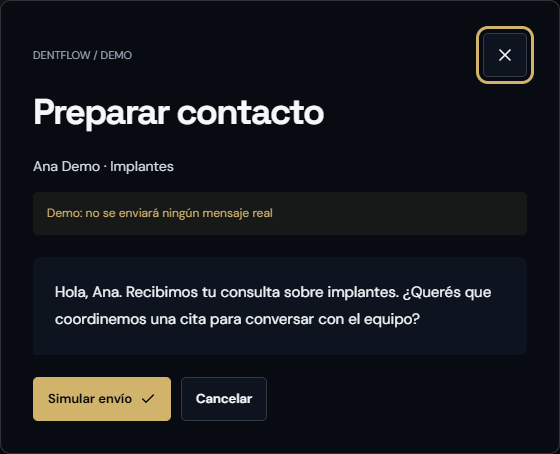 DENTFLOW / DEMO
Preparar contacto
Ana Demo · Implantes
Demo: no se enviará ningún mensaje real
Hola, Ana. Recibimos tu consulta sobre implantes. ¿Querés que
coordinemos una cita para conversar con el equipo?
Simular envío
Cancelar